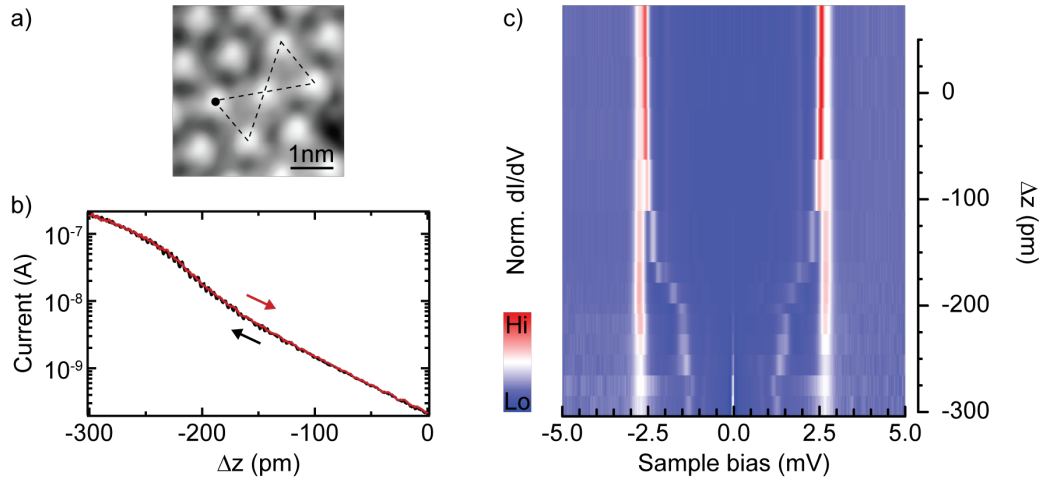 a)
1nm
b)
10⁻⁷
10⁻⁸
10⁻⁹
Current (A)
-300
-200
-100
0
Δz (pm)
c)
Norm. dI/dV
Hi
Lo
-5.0
-2.5
0.0
2.5
5.0
Sample bias (mV)
0
-100
-200
-300
Δz (pm)